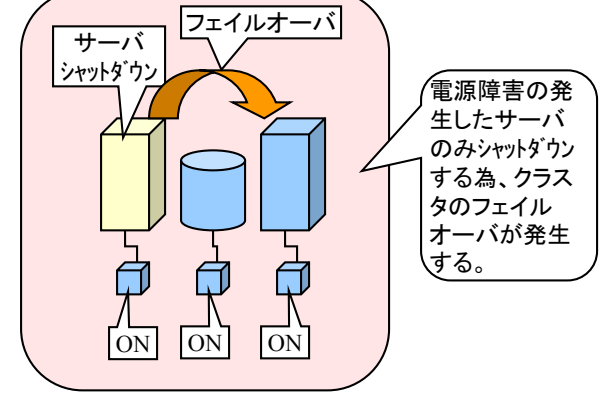 フェイルオーバ
サーバ
ｼｬｯﾄﾀﾞｳﾝ
電源障害の発
生したサーバ
のみｼｬｯﾄﾀﾞｳﾝ
する為、クラス
タのフェイル
オーバが発生
する。
ON
ON
ON